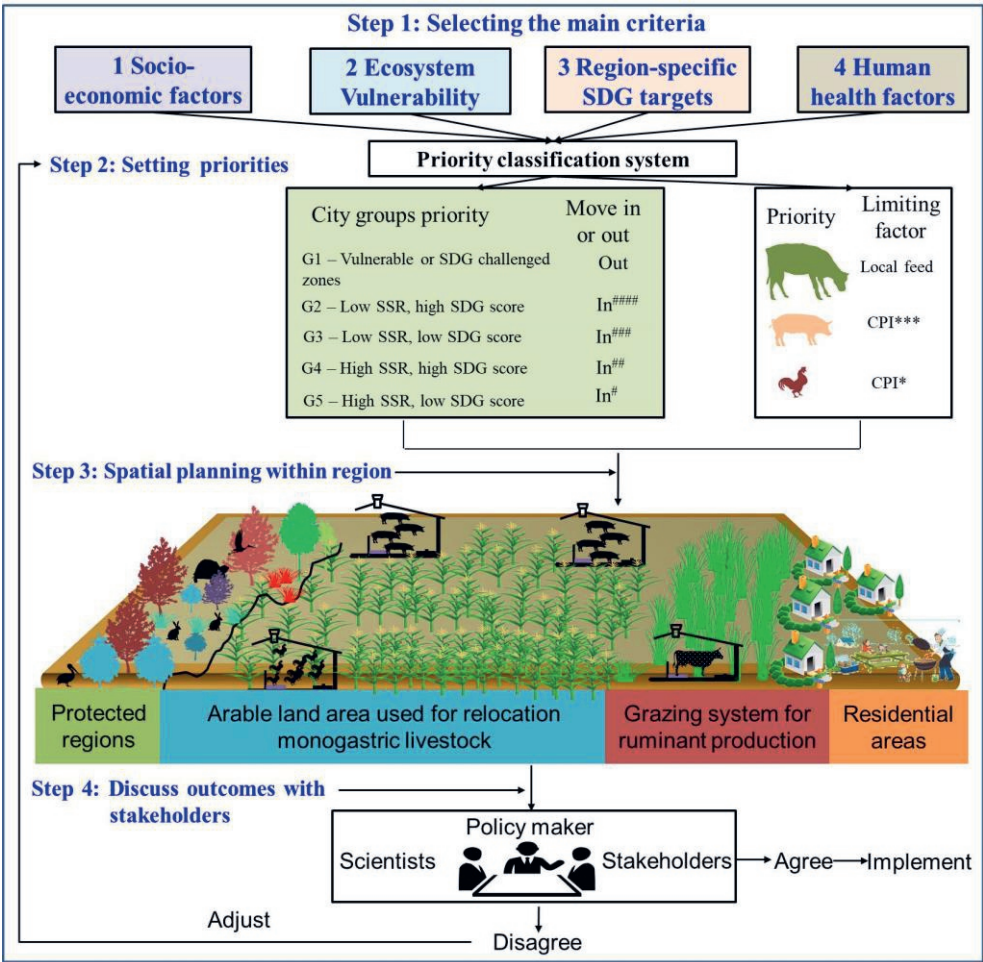 Step 1: Selecting the main criteria
1 Socio-
economic factors
2 Ecosystem
Vulnerability
3 Region-specific
SDG targets
4 Human
health factors
Step 2: Setting priorities
Priority classification system
City groups priority
Move in
or out
G1 – Vulnerable or SDG challenged
zones
Out
G2 – Low SSR, high SDG score
In####
G3 – Low SSR, low SDG score
In###
G4 – High SSR, high SDG score
In##
G5 – High SSR, low SDG score
In#
Priority
Limiting
factor
Local feed
CPI***
CPI*
Step 3: Spatial planning within region
Protected
regions
Arable land area used for relocation
monogastric livestock
Grazing system for
ruminant production
Residential
areas
Step 4: Discuss outcomes with
stakeholders
Policy maker
Scientists
Stakeholders
Agree
Implement
Adjust
Disagree